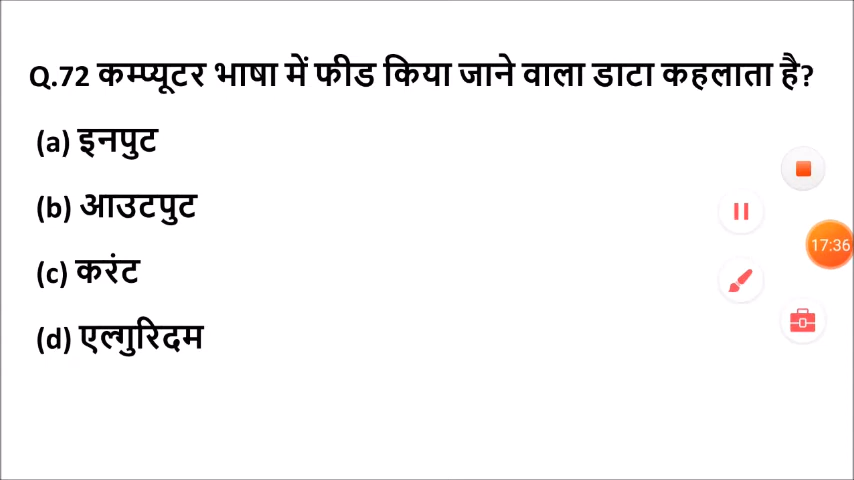 Q.72 कम्प्यूटर भाषा में फीड किया जाने वाला डाटा कहलाता है?
(a) इनपुट
(b) आउटपुट
(c) करंट
(d) एल्गुरिदम
17:36